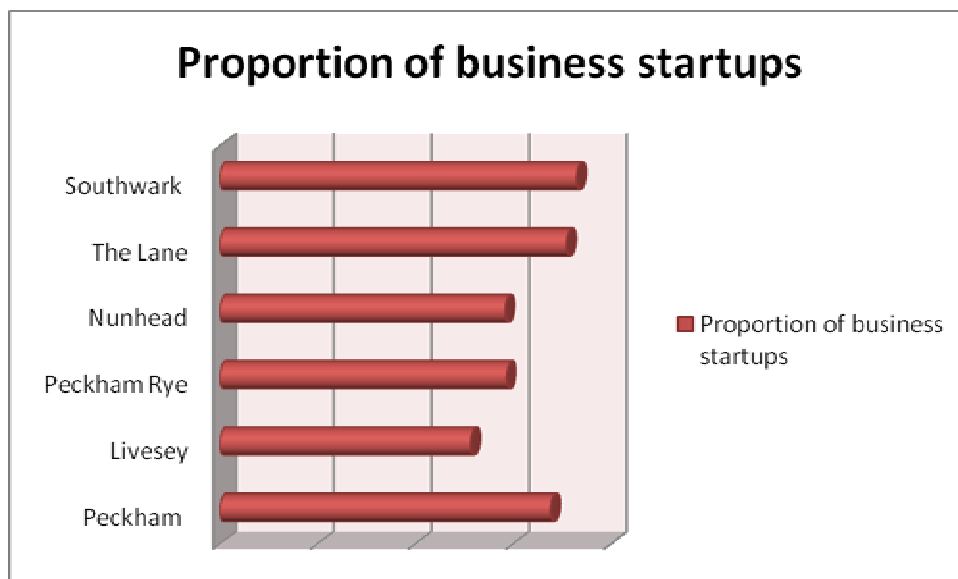 Proportion of business startups
Southwark
The Lane
Nunhead
Peckham Rye
Livesey
Peckham
Proportion of business
startups